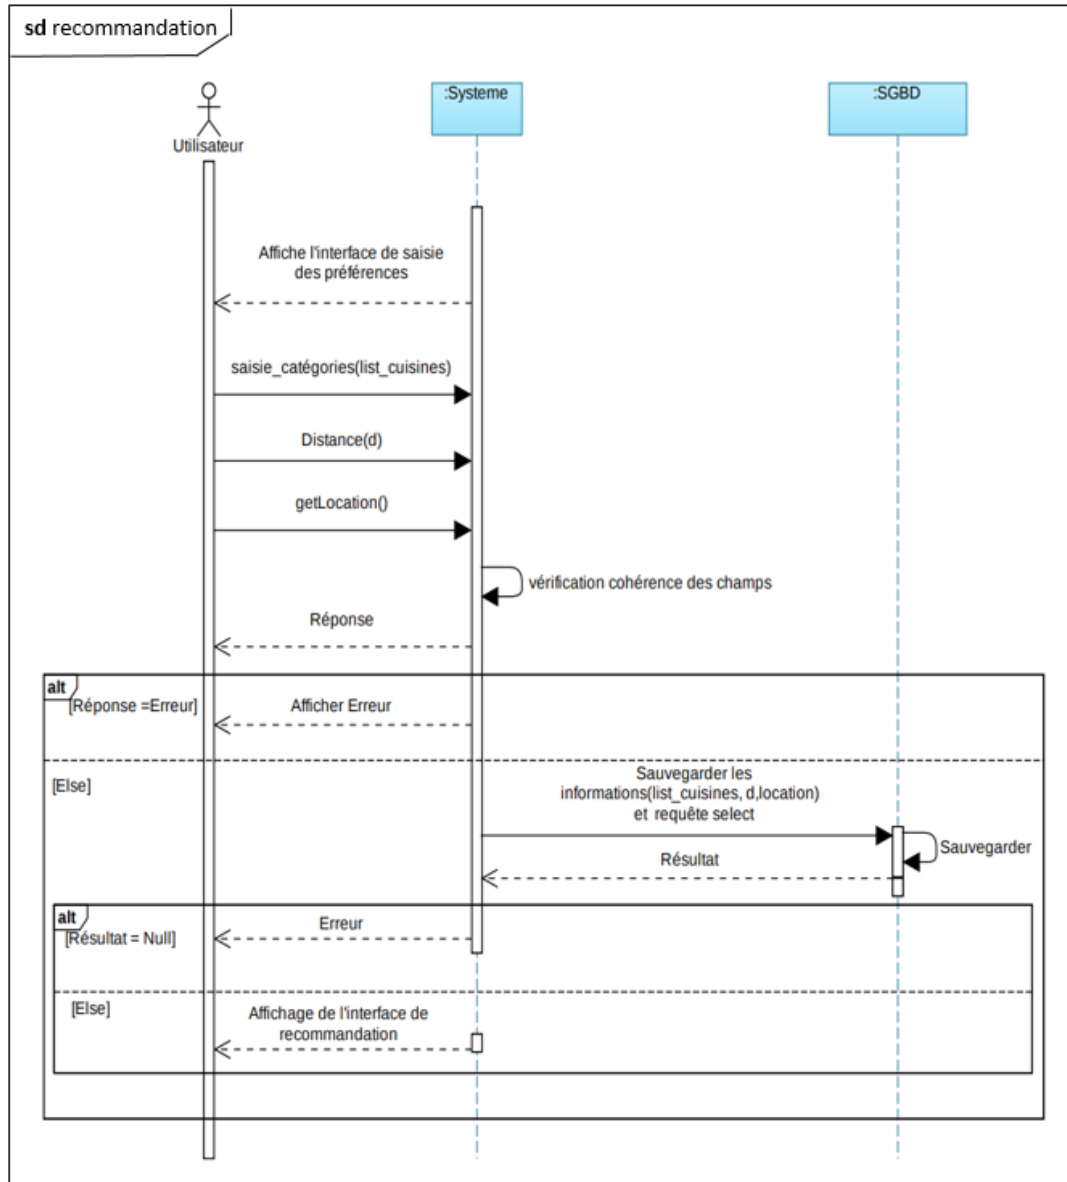 sd recommandation
:Systeme
:SGBD
Utilisateur
Affiche l'interface de saisie
des préférences
saisie_catégories(list_cuisines)
Distance(d)
getLocation()
vérification cohérence des champs
Réponse
alt
[Réponse =Erreur]
Afficher Erreur
[Else]
Sauvegarder les
informations(list_cuisines, d,location)
et requête select
Sauvegarder
Résultat
alt
[Résultat = Null]
Erreur
[Else]
Affichage de l'interface de
recommandation